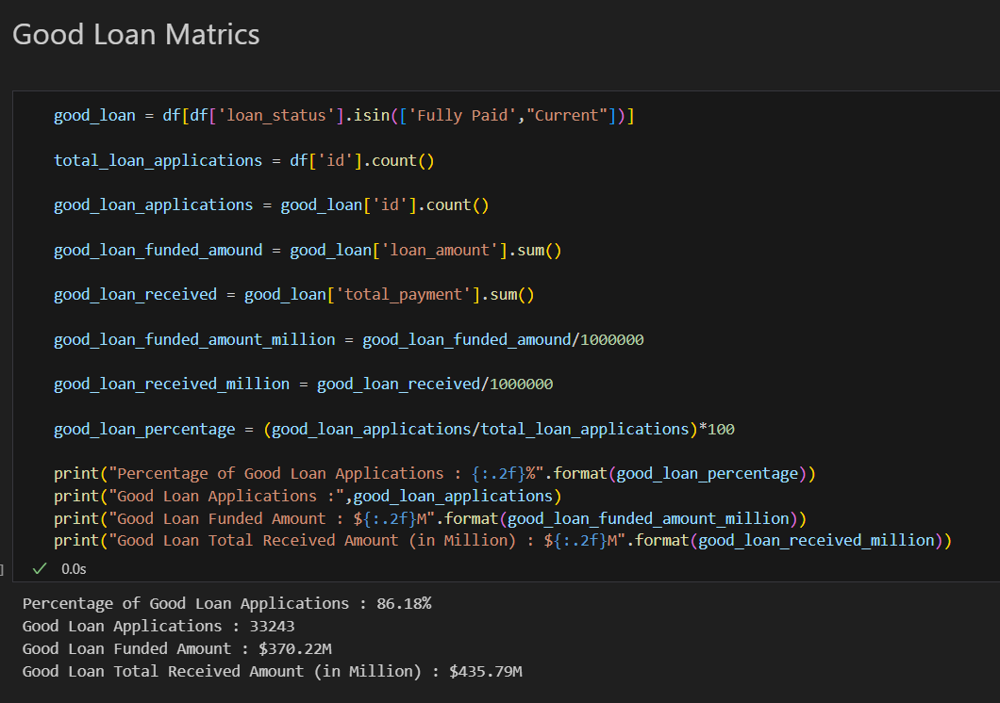 Good Loan Matrics
good_loan = df[df['loan_status'].isin(['Fully Paid',"Current"])]
total_loan_applications = df['id'].count()
good_loan_applications = good_loan['id'].count()
good_loan_funded_amound = good_loan['loan_amount'].sum()
good_loan_received = good_loan['total_payment'].sum()
good_loan_funded_amount_million = good_loan_funded_amound/1000000
good_loan_received_million = good_loan_received/1000000
good_loan_percentage = (good_loan_applications/total_loan_applications)*100
print("Percentage of Good Loan Applications : {:.2f}%".format(good_loan_percentage))
print("Good Loan Applications :",good_loan_applications)
print("Good Loan Funded Amount : ${:.2f}M".format(good_loan_funded_amount_million))
print("Good Loan Total Received Amount (in Million) : ${:.2f}M".format(good_loan_received_million))
] ✓ 0.0s
Percentage of Good Loan Applications : 86.18%
Good Loan Applications : 33243
Good Loan Funded Amount : $370.22M
Good Loan Total Received Amount (in Million) : $435.79M